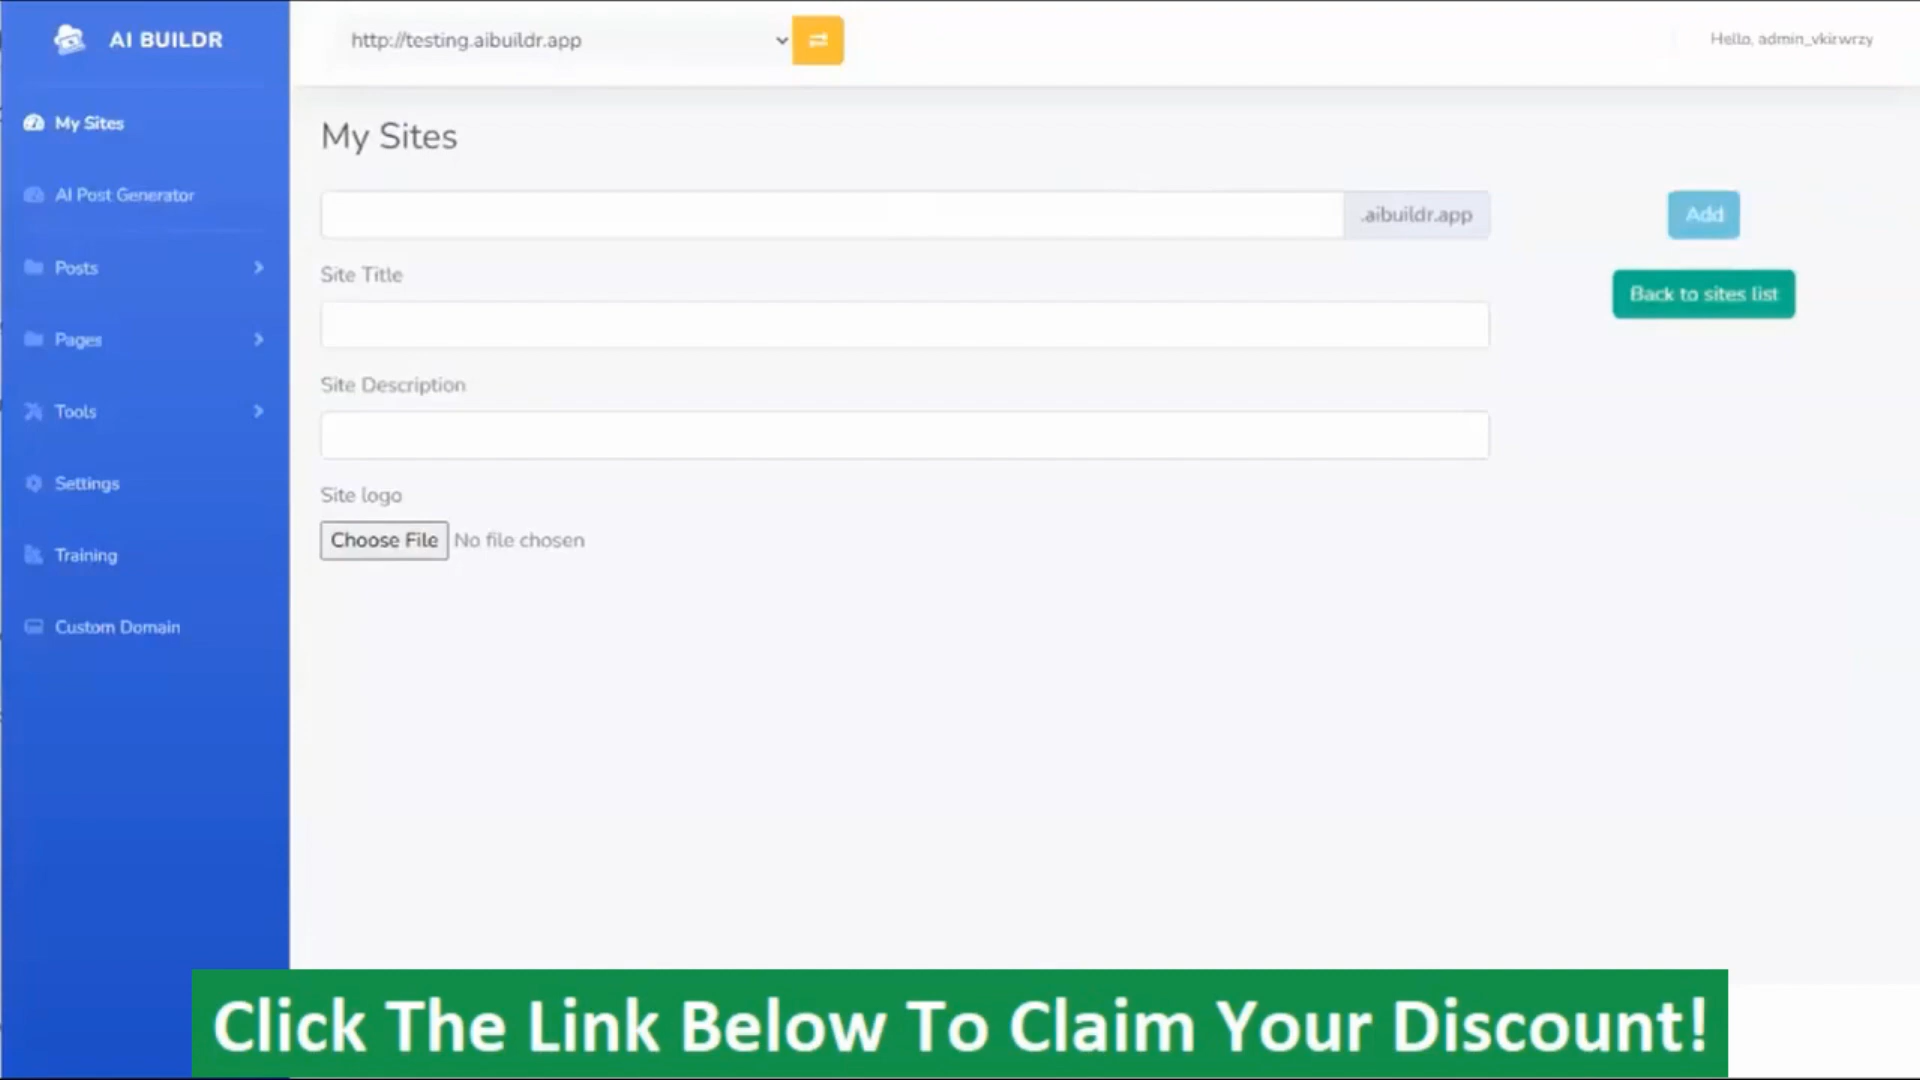 AI BUILDR
http://testing.aibuildr.app
Hello, admin_vkirwrzy
My Sites
AI Post Generator
Posts
Pages
Tools
Settings
Training
Custom Domain
My Sites
.aibuildr.app
Add
Back to sites list
Site Title
Site Description
Site logo
Choose File No file chosen
Click The Link Below To Claim Your Discount!